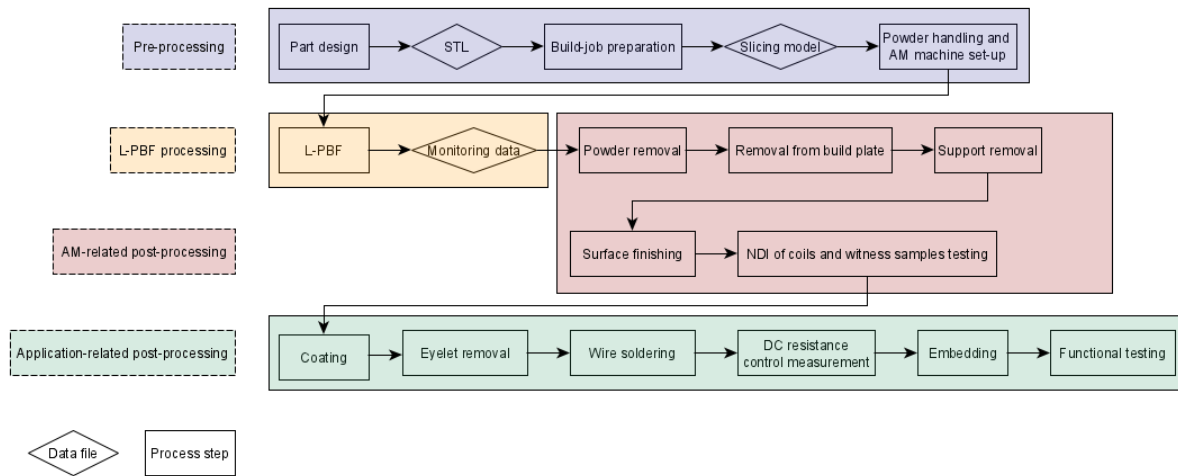 Pre-processing
Part design
STL
Build-job preparation
Slicing model
Powder handling and
AM machine set-up
L-PBF processing
L-PBF
Monitoring data
Powder removal
Removal from build plate
Support removal
AM-related post-processing
Surface finishing
NDI of coils and witness samples testing
Application-related post-processing
Coating
Eyelet removal
Wire soldering
DC resistance
control measurement
Embedding
Functional testing
Data file
Process step